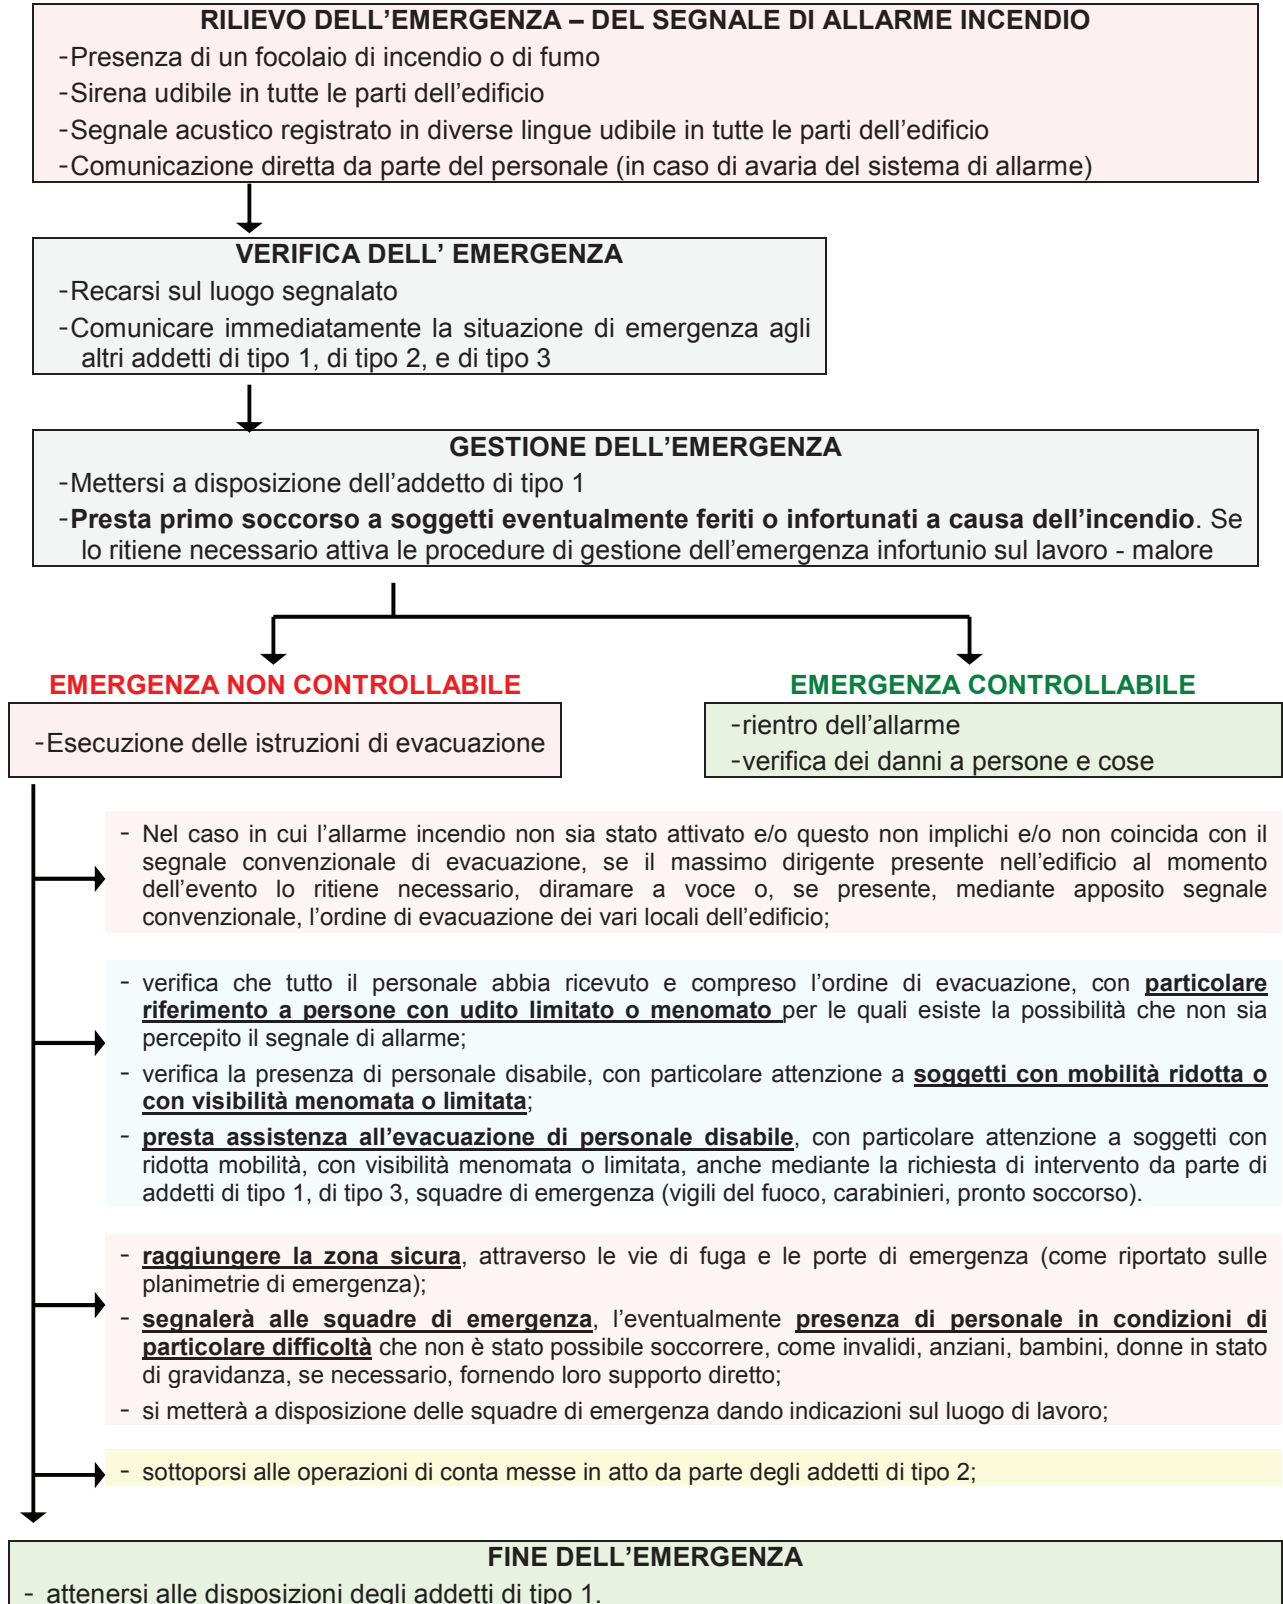 RILIEVO DELL’EMERGENZA – DEL SEGNALE DI ALLARME INCENDIO
-Presenza di un focolaio di incendio o di fumo
-Sirena udibile in tutte le parti dell’edificio
-Segnale acustico registrato in diverse lingue udibile in tutte le parti dell’edificio
-Comunicazione diretta da parte del personale (in caso di avaria del sistema di allarme)
VERIFICA DELL’ EMERGENZA
-Recarsi sul luogo segnalato
-Comunicare immediatamente la situazione di emergenza agli
altri addetti di tipo 1, di tipo 2, e di tipo 3
GESTIONE DELL’EMERGENZA
-Mettersi a disposizione dell’addetto di tipo 1
-Presta primo soccorso a soggetti eventualmente feriti o infortunati a causa dell’incendio. Se
lo ritiene necessario attiva le procedure di gestione dell’emergenza infortunio sul lavoro - malore
EMERGENZA NON CONTROLLABILE
-Esecuzione delle istruzioni di evacuazione
EMERGENZA CONTROLLABILE
-rientro dell’allarme
-verifica dei danni a persone e cose
- Nel caso in cui l’allarme incendio non sia stato attivato e/o questo non implichi e/o non coincida con il
segnale convenzionale di evacuazione, se il massimo dirigente presente nell’edificio al momento
dell’evento lo ritiene necessario, diramare a voce o, se presente, mediante apposito segnale
convenzionale, l’ordine di evacuazione dei vari locali dell’edificio;
- verifica che tutto il personale abbia ricevuto e compreso l’ordine di evacuazione, con particolare
riferimento a persone con udito limitato o menomato per le quali esiste la possibilità che non sia
percepito il segnale di allarme;
- verifica la presenza di personale disabile, con particolare attenzione a soggetti con mobilità ridotta o
con visibilità menomata o limitata;
- presta assistenza all’evacuazione di personale disabile, con particolare attenzione a soggetti con
ridotta mobilità, con visibilità menomata o limitata, anche mediante la richiesta di intervento da parte di
addetti di tipo 1, di tipo 3, squadre di emergenza (vigili del fuoco, carabinieri, pronto soccorso).
- raggiungere la zona sicura, attraverso le vie di fuga e le porte di emergenza (come riportato sulle
planimetrie di emergenza);
- segnalerà alle squadre di emergenza, l’eventualmente presenza di personale in condizioni di
particolare difficoltà che non è stato possibile soccorrere, come invalidi, anziani, bambini, donne in stato
di gravidanza, se necessario, fornendo loro supporto diretto;
- si metterà a disposizione delle squadre di emergenza dando indicazioni sul luogo di lavoro;
- sottoporsi alle operazioni di conta messe in atto da parte degli addetti di tipo 2;
FINE DELL’EMERGENZA
- attenersi alle disposizioni degli addetti di tipo 1.